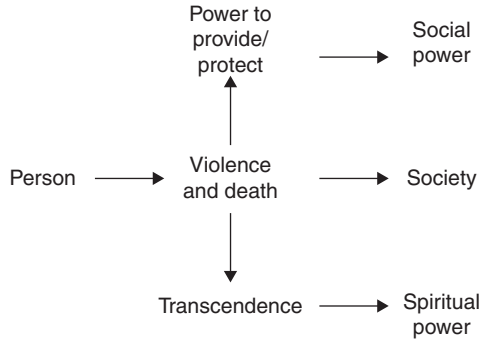 Power to
provide/
protect
Social
power
Person
Violence
and death
Society
Transcendence
Spiritual
power